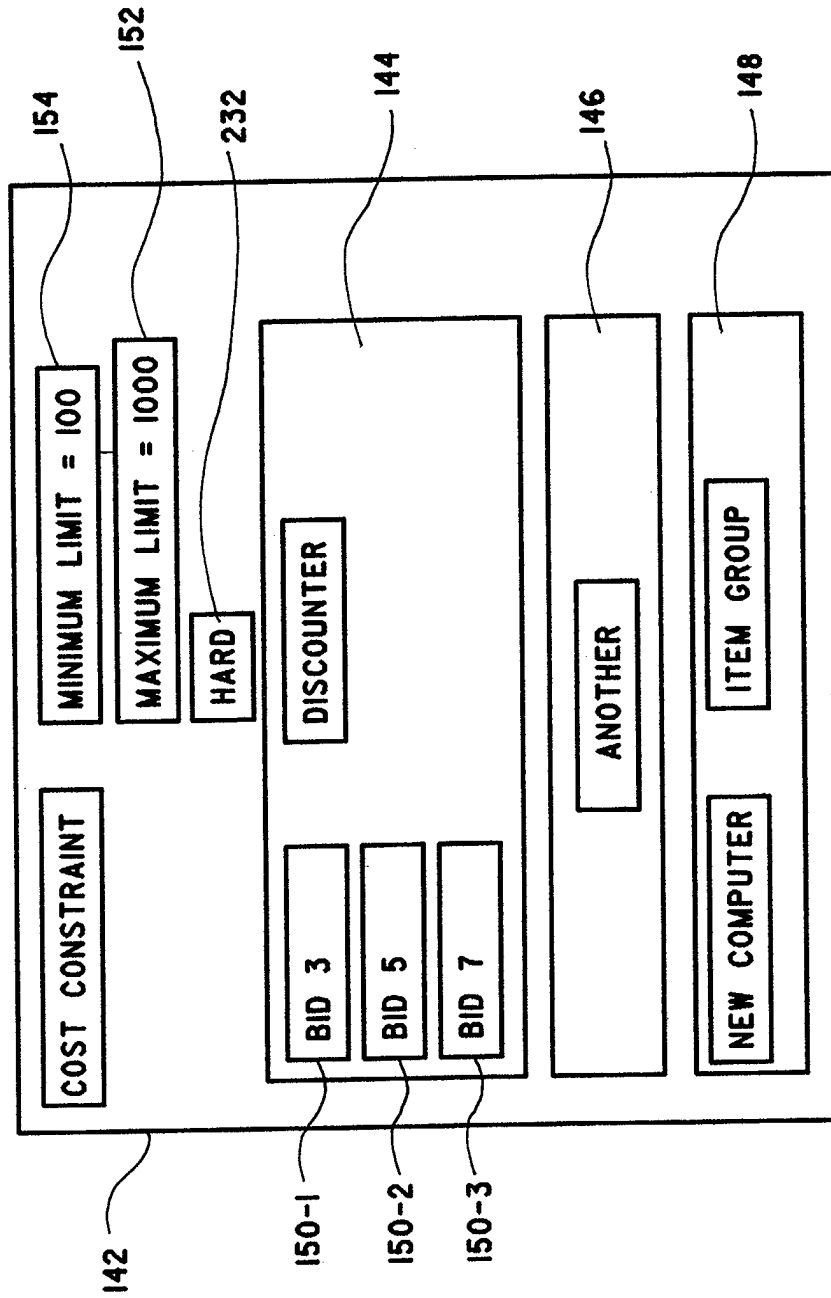 142
COST CONSTRAINT
MINIMUM LIMIT = 100
154
MAXIMUM LIMIT = 1000
152
HARD
232
150-1
BID 3
DISCOUNTER
144
150-2
BID 5
150-3
BID 7
ANOTHER
146
NEW COMPUTER
ITEM GROUP
148